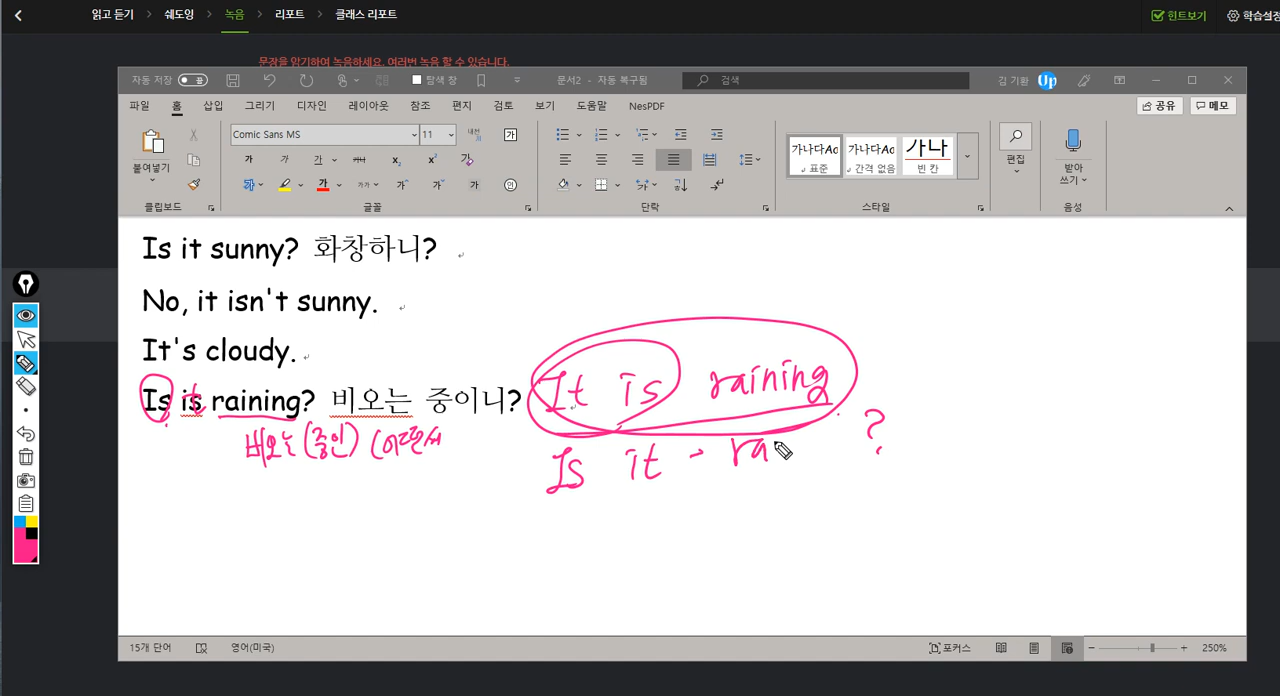 읽고 듣기 > 쉐도잉 > 녹음 > 리포트 > 클래스 리포트 힌트보기 학습설정
문장을 암기하여 녹음하세요. 여러번 녹음 할 수 있습니다.
자동 저장 끔 탐색 창 문서2 - 자동 복구됨 검색 김 기환 Up
파일 홈 삽입 그리기 디자인 레이아웃 참조 편지 검토 보기 도움말 NesPDF 공유 메모
Comic Sans MS 11
붙여넣기
가나다Ac 가나다Ac 가나
표준 간격 없음 빈 칸
편집
받아쓰기
클립보드 글꼴 단락 스타일 음성
Is it sunny? 화창하니?
No, it isn't sunny.
It's cloudy.
It is raining
Is is raining? 비오는 중이니?
it
비오는 (중인)
Is it - ra ?
15개 단어 영어(미국) 포커스 250%